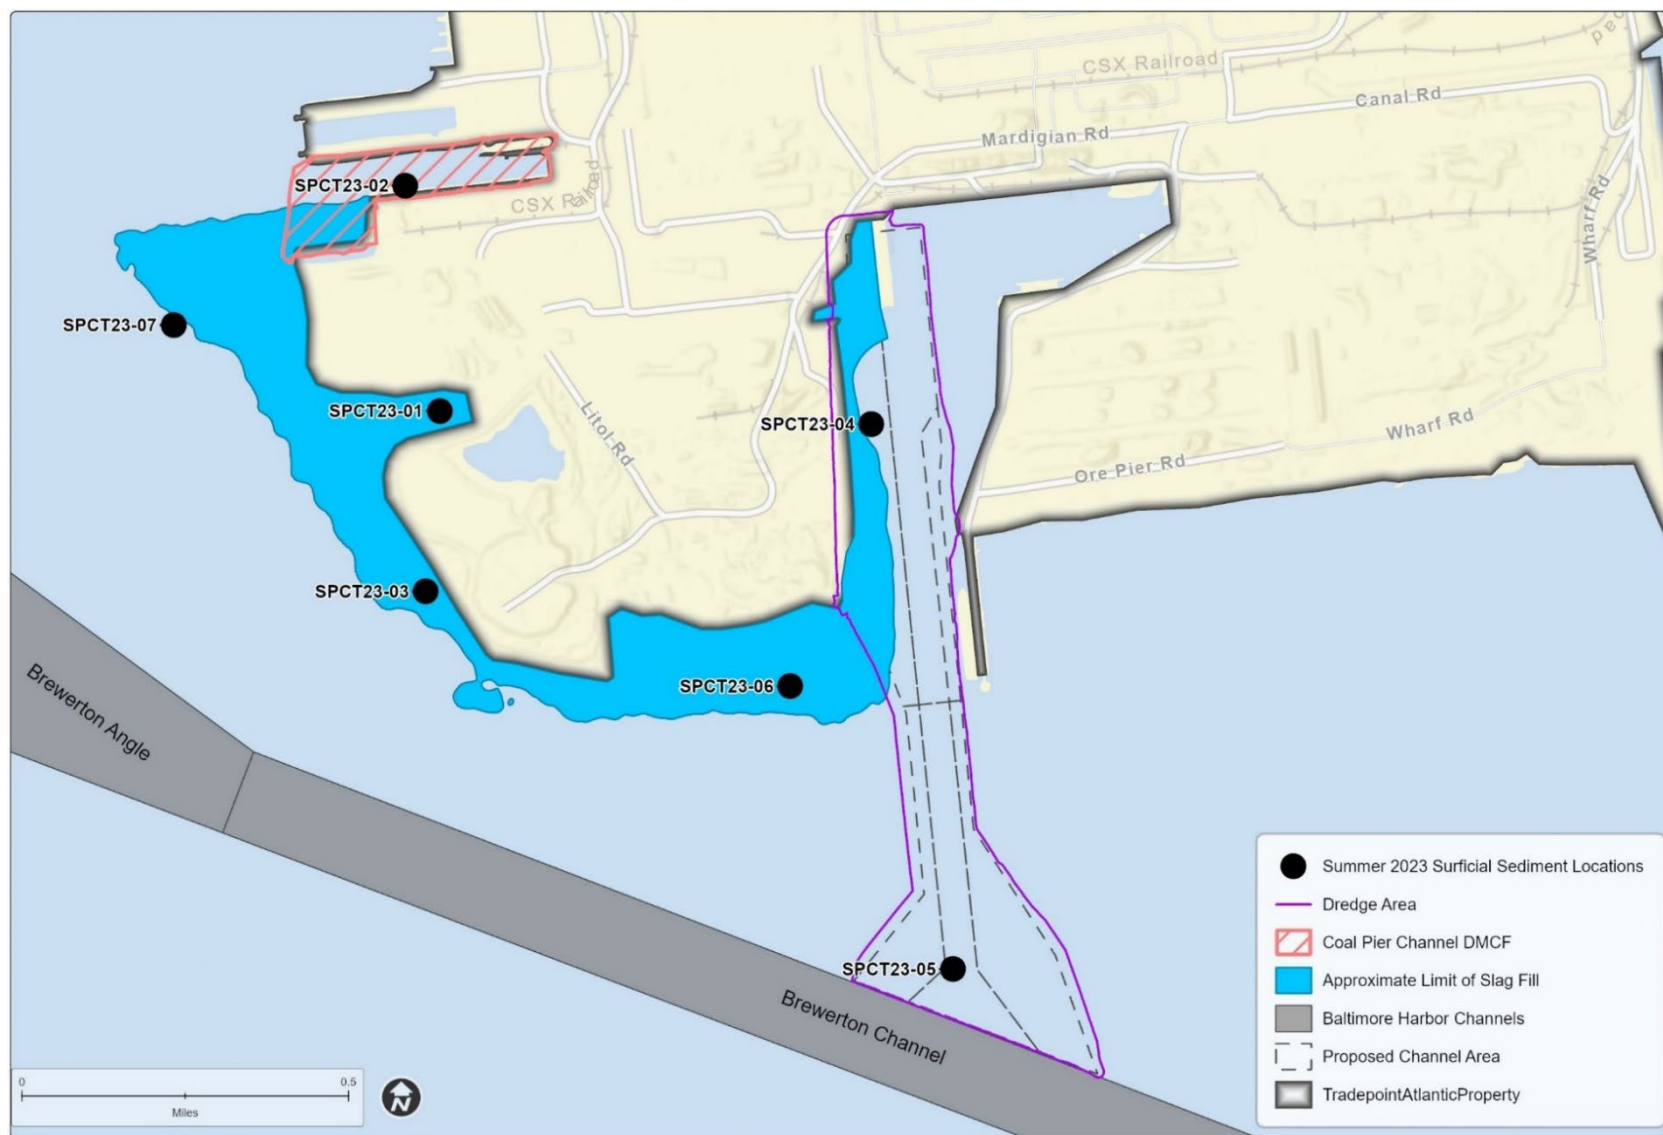 oad
CSX Railroad
Canal Rd
Mardigian Rd
SPCT23-02
CSX Railroad
Railroad
Wharf Rd
SPCT23-07
SPCT23-01
Litol Rd
SPCT23-04
Wharf Rd
Ore Pier Rd
SPCT23-03
SPCT23-06
Brewerton Angle
SPCT23-05
Brewerton Channel
Summer 2023 Surficial Sediment Locations
Dredge Area
Coal Pier Channel DMCF
Approximate Limit of Slag Fill
Baltimore Harbor Channels
Proposed Channel Area
TradepointAtlanticProperty
0 0.5
Miles
N